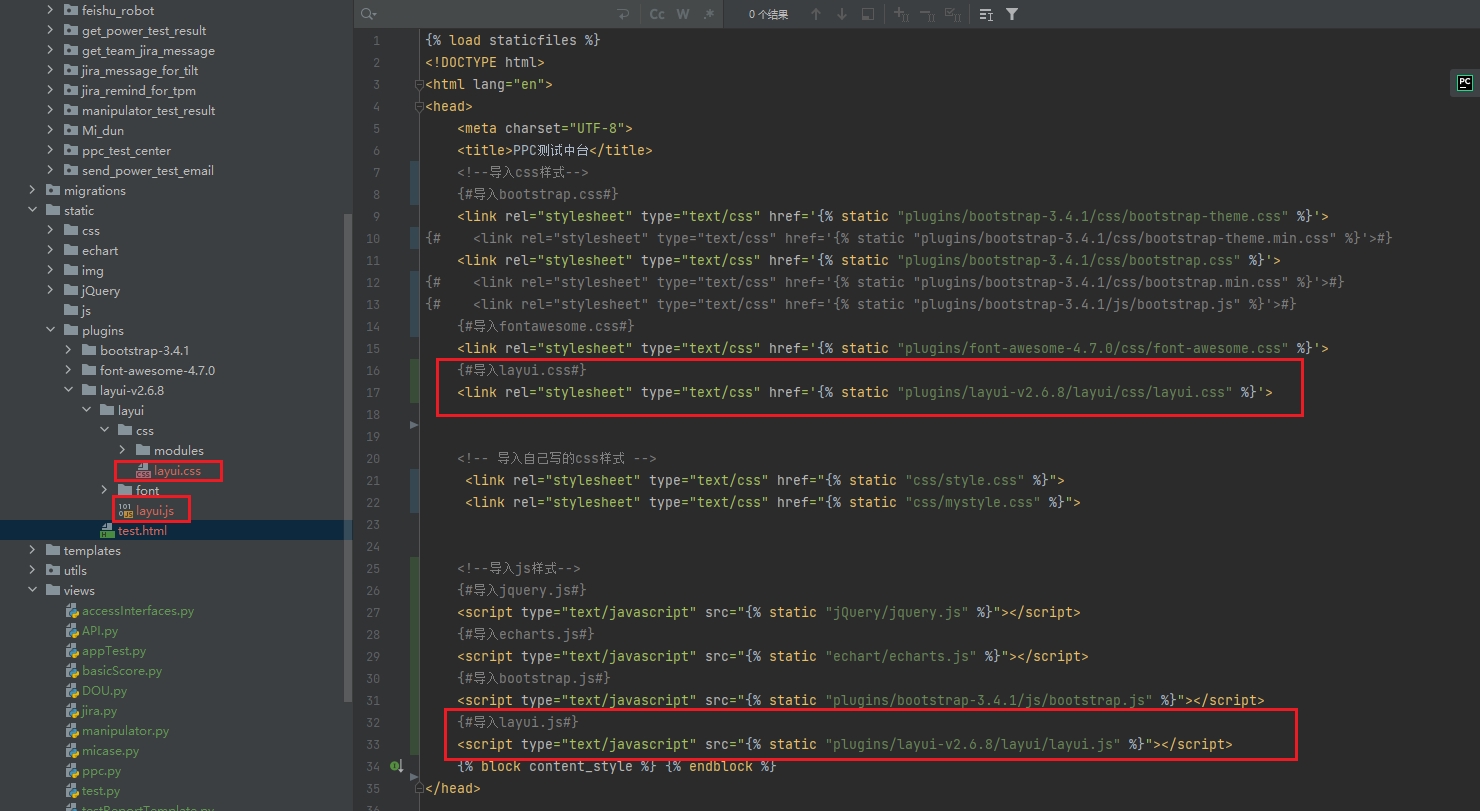 feishu_robot
get_power_test_result
get_team_jira_message
jira_message_for_tilt
jira_remind_for_tpm
manipulator_test_result
Mi_dun
ppc_test_center
send_power_test_email
migrations
static
css
echart
img
jQuery
js
plugins
bootstrap-3.4.1
font-awesome-4.7.0
layui-v2.6.8
layui
css
modules
layui.css
font
layui.js
test.html
templates
utils
views
accessInterfaces.py
API.py
appTest.py
basicScore.py
DOU.py
jira.py
manipulator.py
micase.py
ppc.py
test.py
testReportTemplate.py
Cc W .* 0 个结果
PC
1 {% load staticfiles %}
2 <!DOCTYPE html>
3 <html lang="en">
4 <head>
5 <meta charset="UTF-8">
6 <title>PPC测试中台</title>
7 <!--导入css样式-->
8 {#导入bootstrap.css#}
9 <link rel="stylesheet" type="text/css" href='{% static "plugins/bootstrap-3.4.1/css/bootstrap-theme.css" %}'>
10 {# <link rel="stylesheet" type="text/css" href='{% static "plugins/bootstrap-3.4.1/css/bootstrap-theme.min.css" %}'>#}
11 <link rel="stylesheet" type="text/css" href='{% static "plugins/bootstrap-3.4.1/css/bootstrap.css" %}'>
12 {# <link rel="stylesheet" type="text/css" href='{% static "plugins/bootstrap-3.4.1/css/bootstrap.min.css" %}'>#}
13 {# <link rel="stylesheet" type="text/css" href='{% static "plugins/bootstrap-3.4.1/js/bootstrap.js" %}'>#}
14 {#导入fontawesome.css#}
15 <link rel="stylesheet" type="text/css" href='{% static "plugins/font-awesome-4.7.0/css/font-awesome.css" %}'>
16 {#导入layui.css#}
17 <link rel="stylesheet" type="text/css" href='{% static "plugins/layui-v2.6.8/layui/css/layui.css" %}'>
18
19
20 <!-- 导入自己写的css样式 -->
21 <link rel="stylesheet" type="text/css" href="{% static "css/style.css" %}">
22 <link rel="stylesheet" type="text/css" href="{% static "css/mystyle.css" %}">
23
24
25 <!--导入js样式-->
26 {#导入jquery.js#}
27 <script type="text/javascript" src="{% static "jQuery/jquery.js" %}"></script>
28 {#导入echarts.js#}
29 <script type="text/javascript" src="{% static "echart/echarts.js" %}"></script>
30 {#导入bootstrap.js#}
31 <script type="text/javascript" src="{% static "plugins/bootstrap-3.4.1/js/bootstrap.js" %}"></script>
32 {#导入layui.js#}
33 <script type="text/javascript" src="{% static "plugins/layui-v2.6.8/layui/layui.js" %}"></script>
34 {% block content_style %} {% endblock %}
35 </head>
36